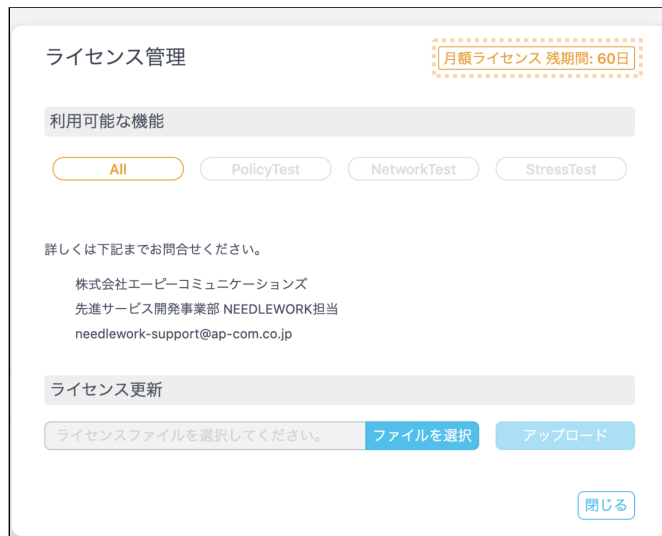 ライセンス管理
月額ライセンス 残期間: 60日
利用可能な機能
All
PolicyTest
NetworkTest
StressTest
詳しくは下記までお問合せください。
株式会社エーピーコミュニケーションズ
先進サービス開発事業部 NEEDLEWORK担当
needlework-support@ap-com.co.jp
ライセンス更新
ライセンスファイルを選択してください。
ファイルを選択
アップロード
閉じる